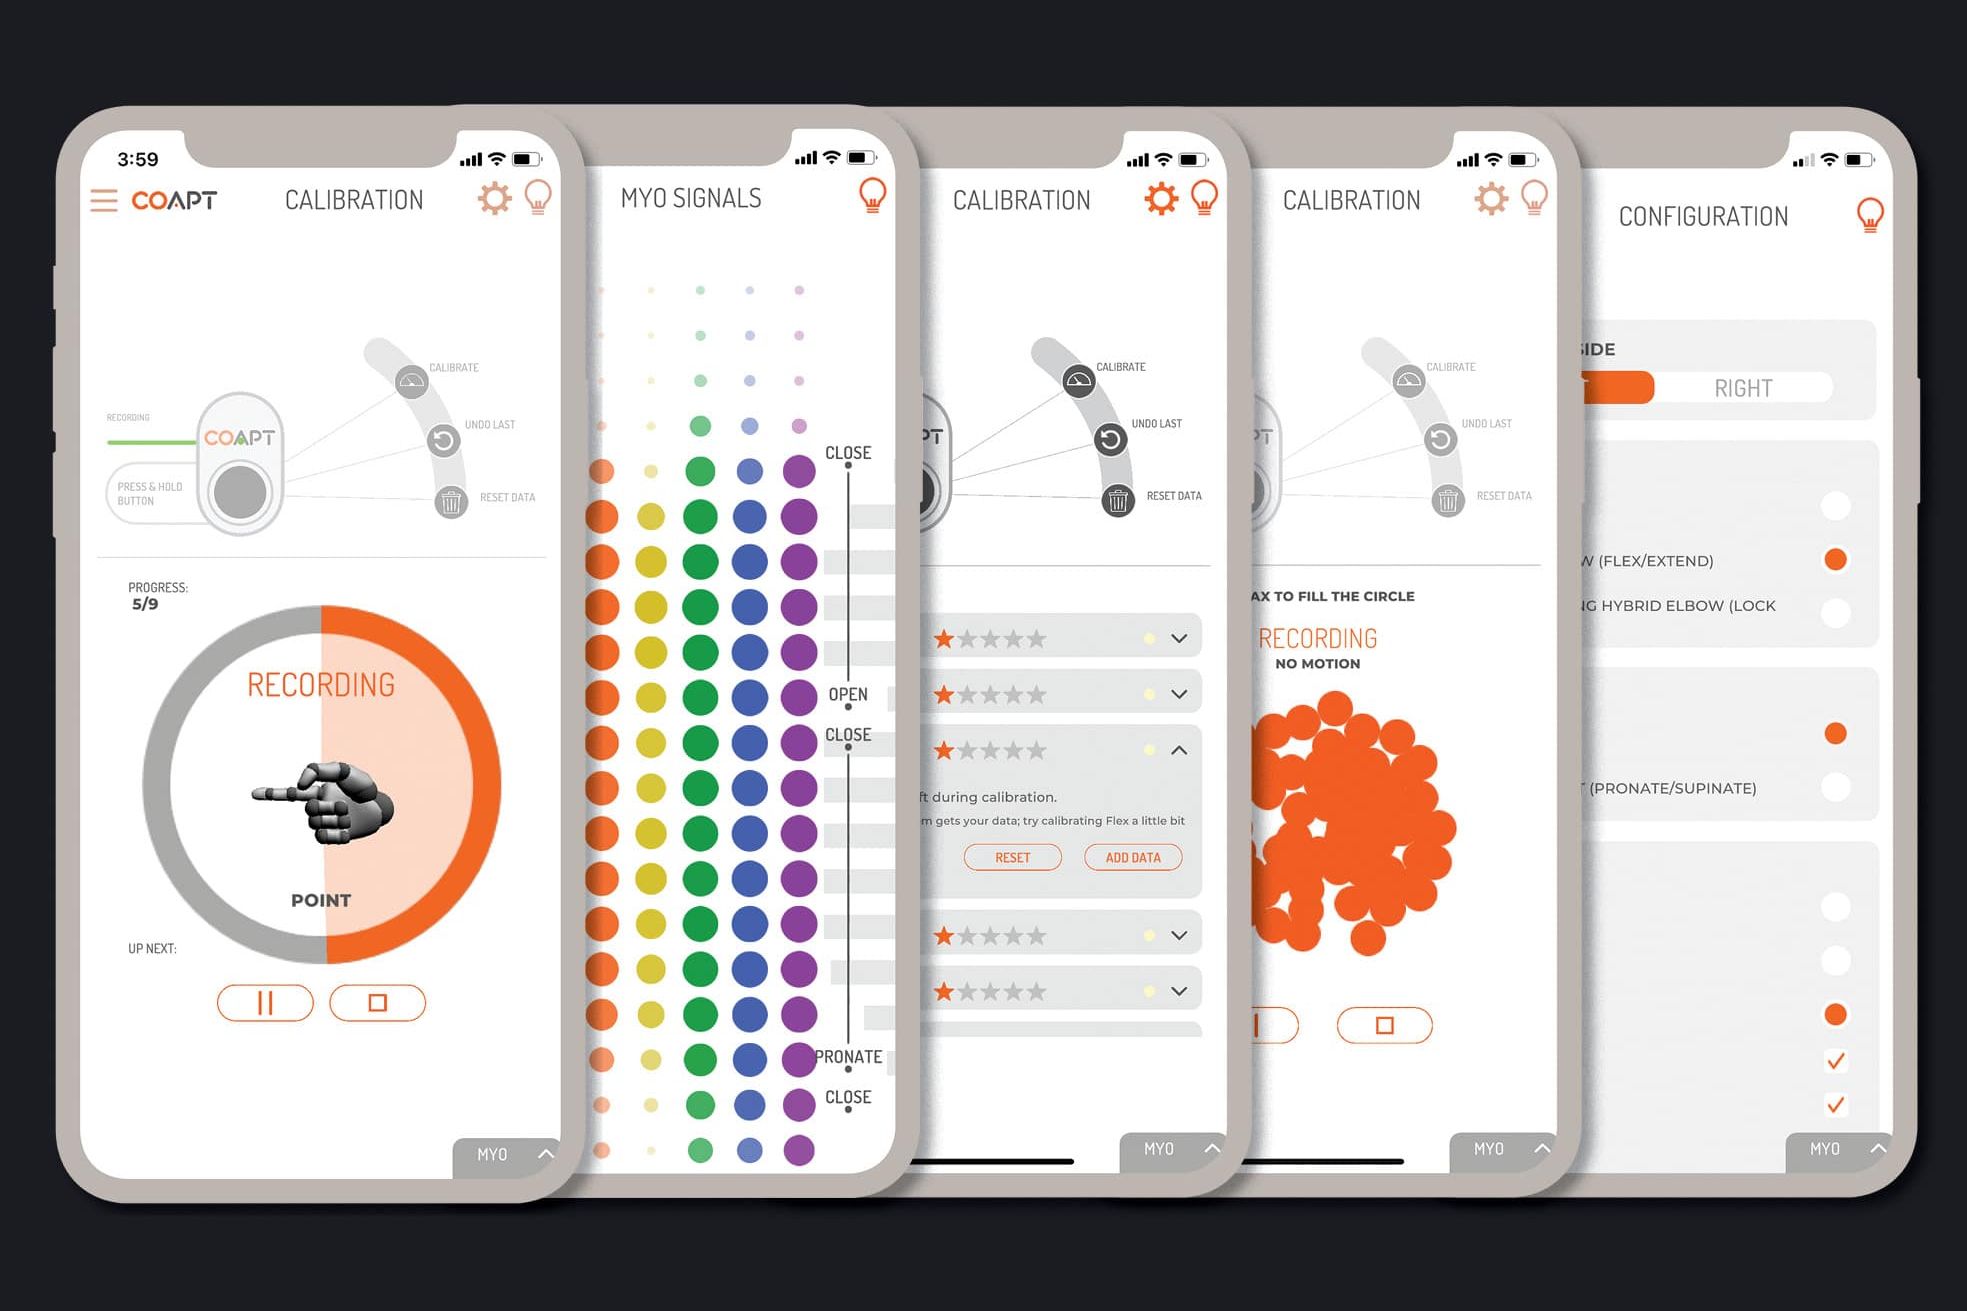 3:59
COAPT
CALIBRATION
RECORDING
COAPT
PRESS & HOLD
BUTTON
CALIBRATE
UNDO LAST
RESET DATA
PROGRESS:
5/9
RECORDING
POINT
UP NEXT:
MYO
MYO SIGNALS
CLOSE
OPEN
CLOSE
PRONATE
CLOSE
CALIBRATION
PT
CALIBRATE
UNDO LAST
RESET DATA
ft during calibration.
m gets your data; try calibrating Flex a little bit
RESET
ADD DATA
MYO
CALIBRATION
PT
CALIBRATE
UNDO LAST
RESET DATA
AX TO FILL THE CIRCLE
RECORDING
NO MOTION
MYO
CONFIGURATION
SIDE
RIGHT
W (FLEX/EXTEND)
NG HYBRID ELBOW (LOCK
T (PRONATE/SUPINATE)
MYO